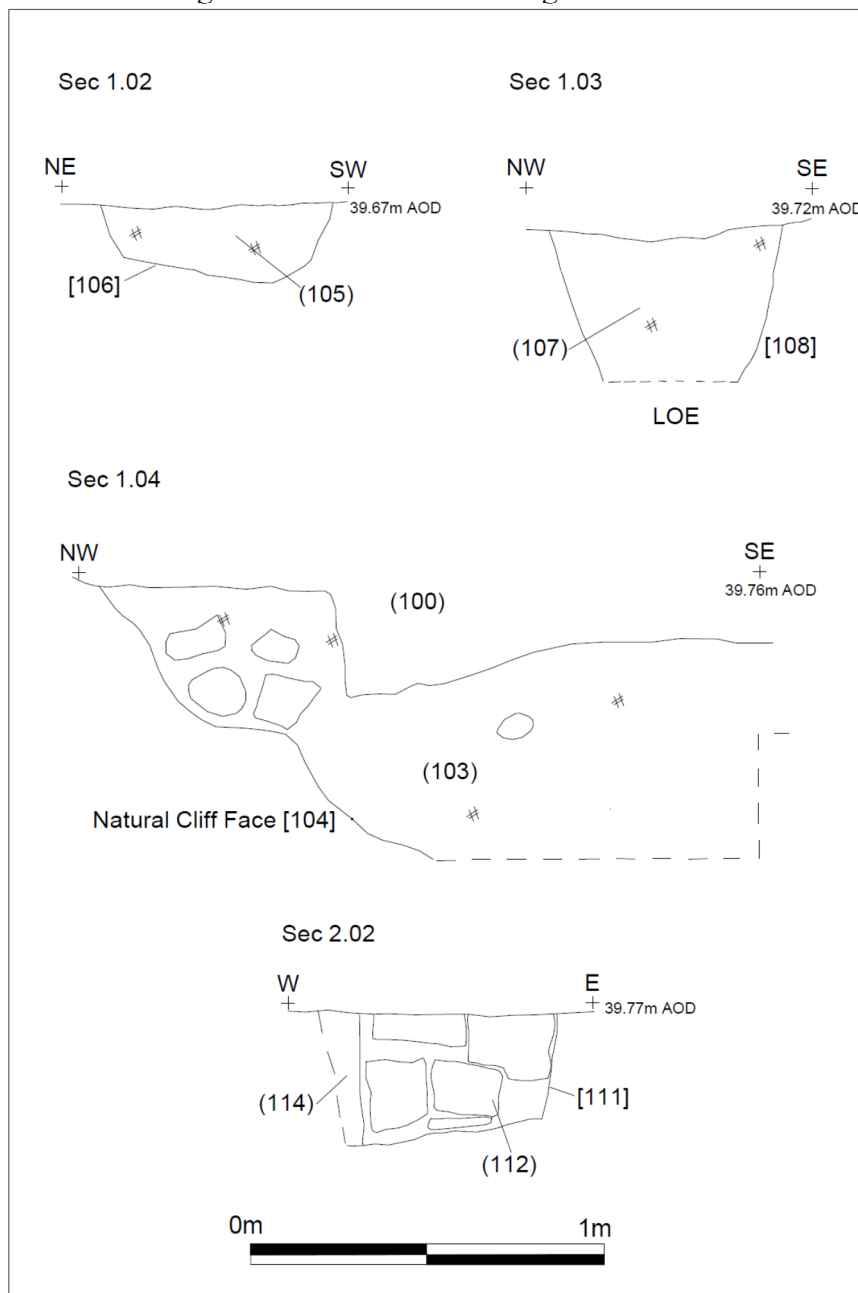 Sec 1.02
Sec 1.03
NE
SW
NW
SE
39.67m AOD
39.72m AOD
[106]
(105)
(107)
[108]
LOE
Sec 1.04
NW
SE
(100)
39.76m AOD
(103)
Natural Cliff Face [104]
Sec 2.02
W
E
39.77m AOD
(114)
[111]
(112)
0m
1m